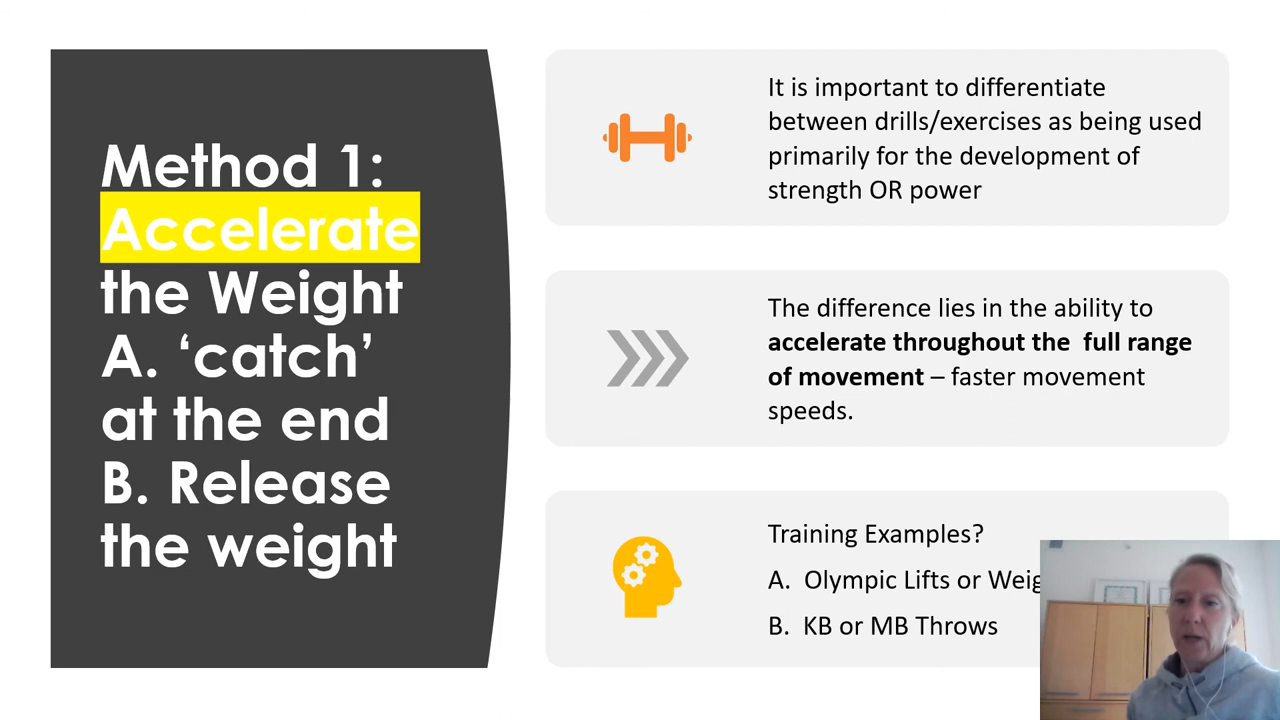 Method 1:
Accelerate
the Weight
A. ‘catch’
at the end
B. Release
the weight
It is important to differentiate
between drills/exercises as being used
primarily for the development of
strength OR power
The difference lies in the ability to
accelerate throughout the  full range
of movement – faster movement
speeds.
Training Examples?
A. Olympic Lifts or
B. KB or MB Throws